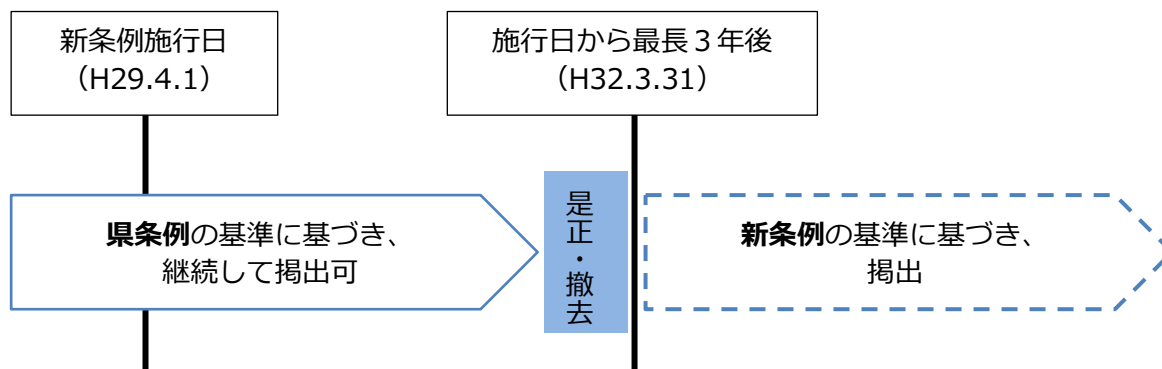 新条例施行日
（H29.4.1）
施行日から最長３年後
（H32.3.31）
県条例の基準に基づき、
継続して掲出可
是正・撤去
新条例の基準に基づき、
掲出